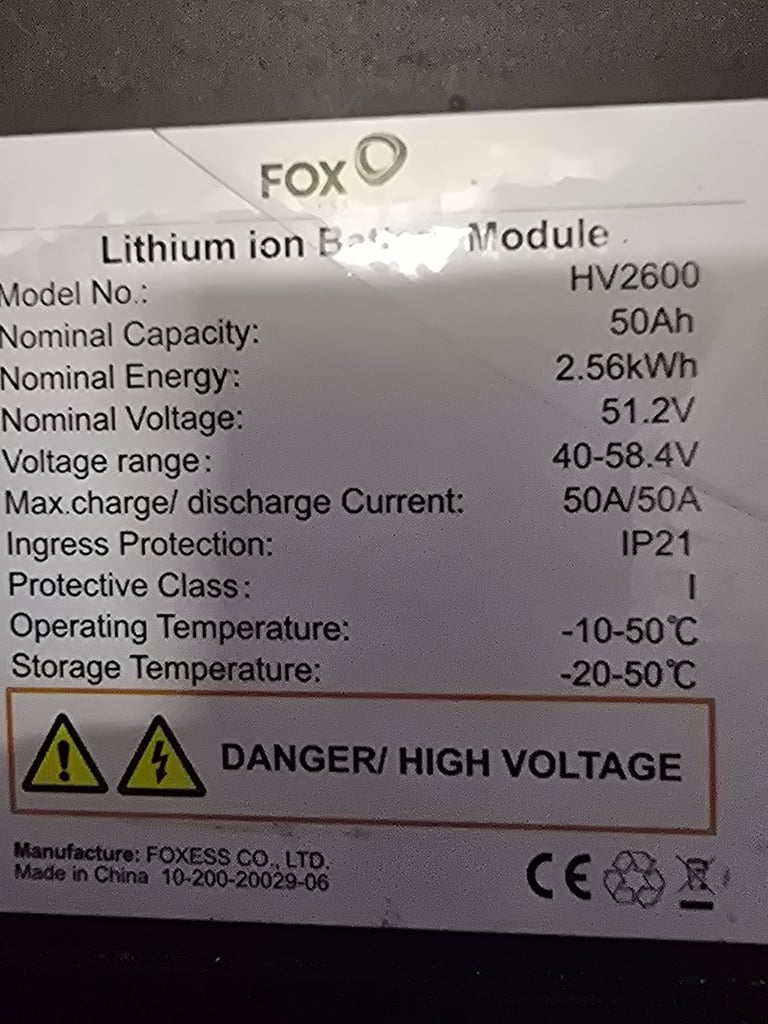 FOX
Lithium ion Module
Model No.: HV2600
Nominal Capacity: 50Ah
Nominal Energy: 2.56kWh
Nominal Voltage: 51.2V
Voltage range: 40-58.4V
Max.charge/ discharge Current: 50A/50A
Ingress Protection: IP21
Protective Class: I
Operating Temperature: -10-50℃
Storage Temperature: -20-50℃
DANGER/ HIGH VOLTAGE
Manufacture: FOXESS CO., LTD.
Made in China 10-200-20029-06
CE